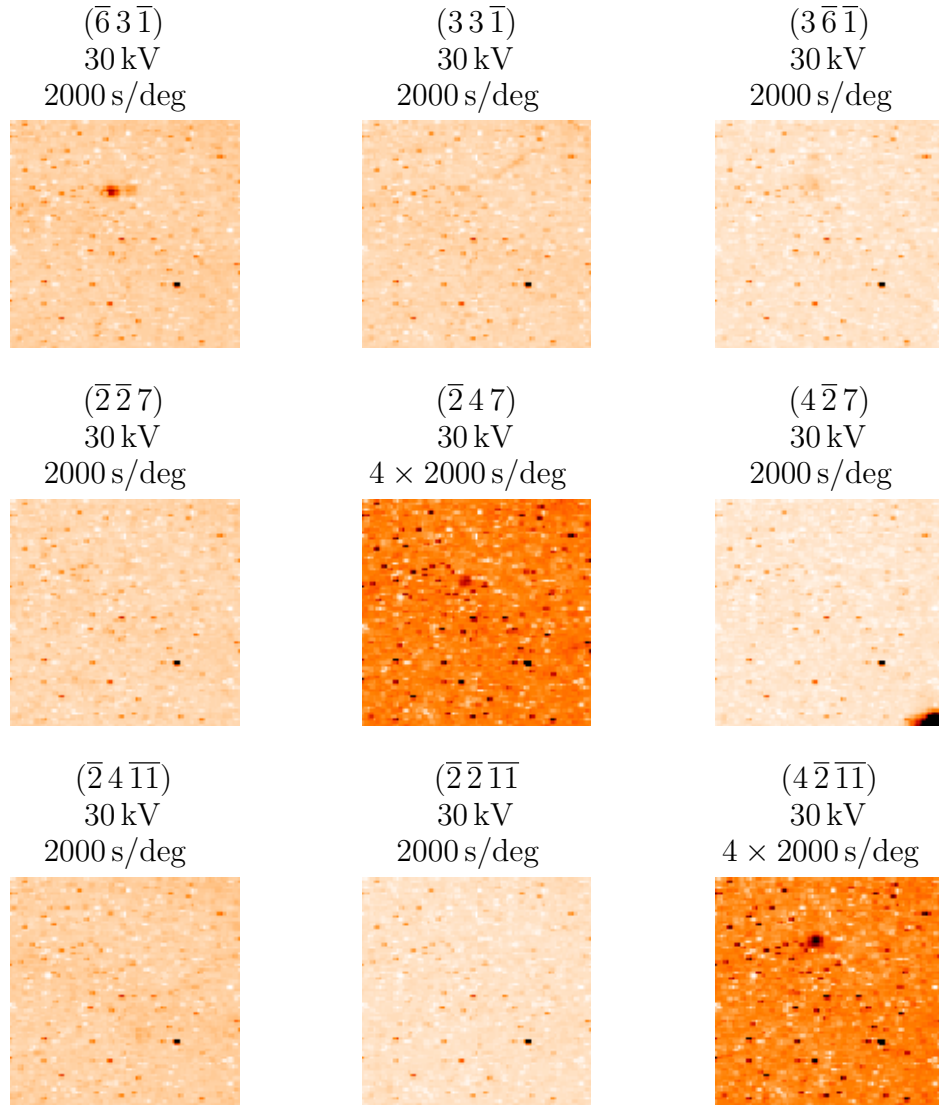 (6̅ 3 1̅)
30 kV
2000 s/deg
(3 3 1̅)
30 kV
2000 s/deg
(3 6̅ 1̅)
30 kV
2000 s/deg
(2̅ 2̅ 7)
30 kV
2000 s/deg
(2̅ 4 7)
30 kV
4 × 2000 s/deg
(4 2̅ 7)
30 kV
2000 s/deg
(2̅ 4 1̅1̅)
30 kV
2000 s/deg
(2̅ 2̅ 1̅1̅
30 kV
2000 s/deg
(4 2̅ 1̅1̅)
30 kV
4 × 2000 s/deg